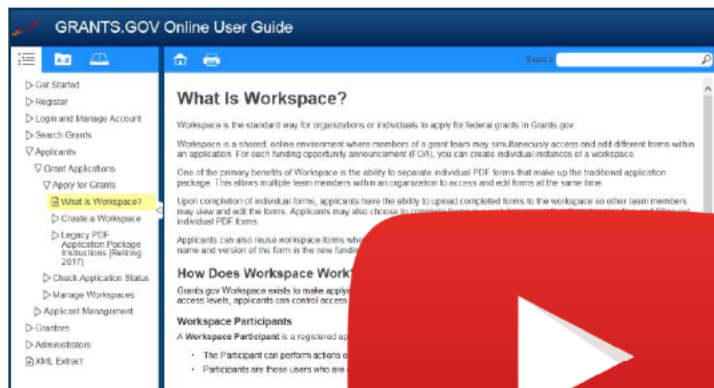 GRANTS.GOV Online User Guide
A-Z
Search
Get Started
Register
Login and Manage Account
Search Grants
Applicants
Grant Applications
Apply for Grants
What is Workspace?
Create a Workspace
Legacy PDF
Application Package
Instructions [Retiring
2017]
Check Application Status
Manage Workspaces
Applicant Management
Grantors
Administrators
XML Extract
What Is Workspace?
Workspace is the standard way for organizations or individuals to apply for federal grants in Grants.gov.
Workspace is a shared, online environment where members of a grant team may simultaneously access and edit different forms within
an application. For each funding opportunity announcement (FOA), you can create individual instances of a workspace.
One of the primary benefits of Workspace is the ability to separate individual PDF forms that make up the traditional application
package. This allows multiple team members within an organization to access and edit forms at the same time.
Upon completion of individual forms, applicants have the ability to upload completed forms to the workspace so other team members
may view and edit the forms. Applicants may also choose to complete forms
individual PDF forms.
Applicants can also reuse workspace forms
name and version of the form in the new
How Does Workspace Work?
Grants.gov Workspace exists to make
access levels, applicants can control access
Workspace Participants
A Workspace Participant is a registered
• The Participant can perform actions
• Participants are those users who are